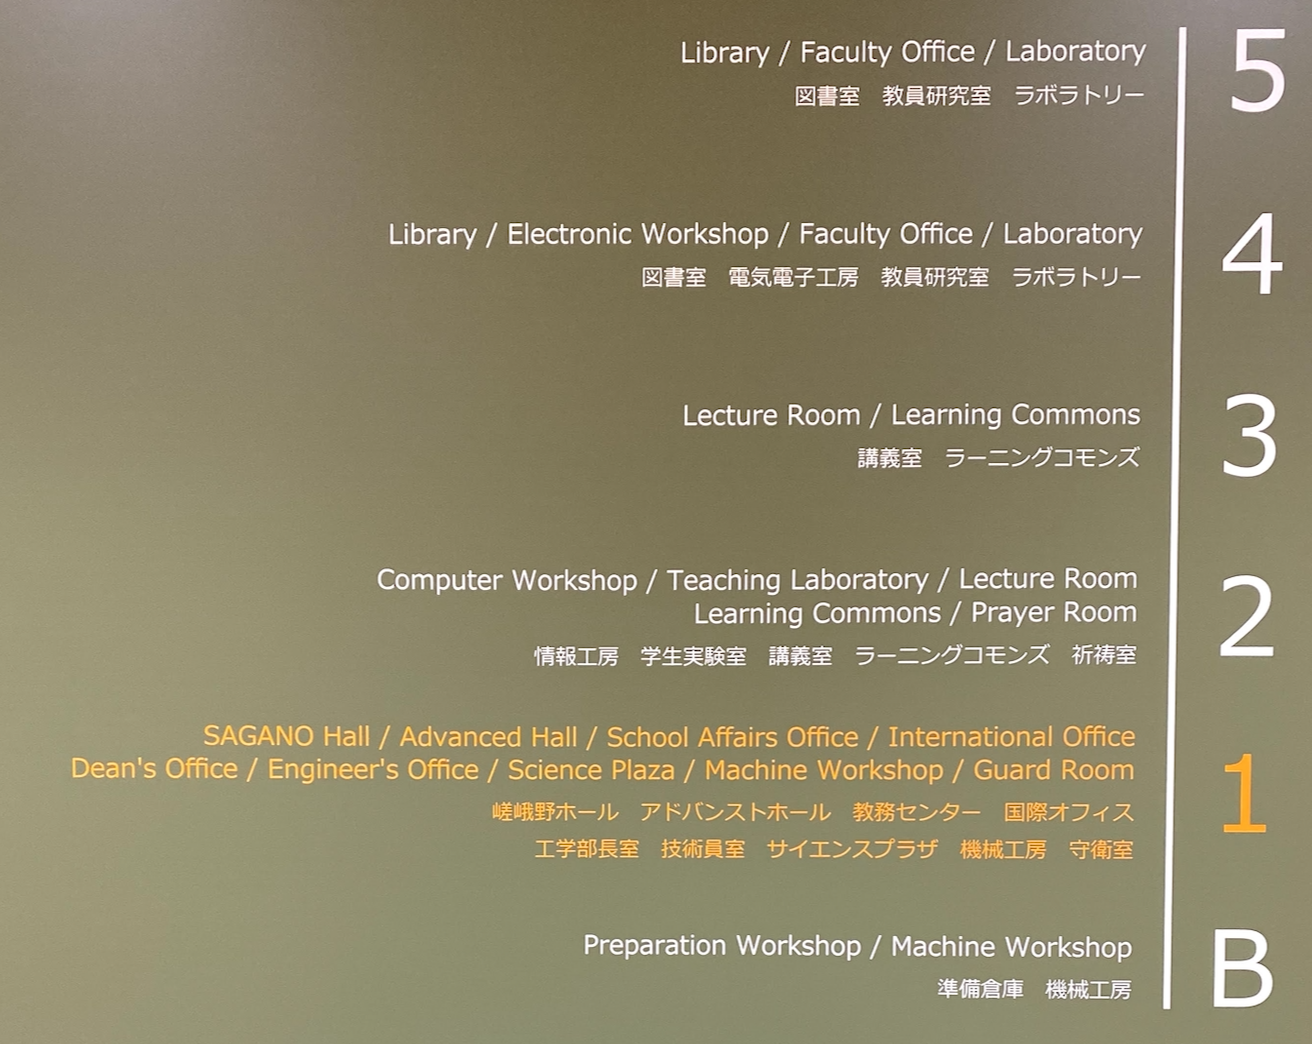 Library / Faculty Office / Laboratory
図書室　教員研究室　ラボラトリー
5
Library / Electronic Workshop / Faculty Office / Laboratory
図書室　電気電子工房　教員研究室　ラボラトリー
4
Lecture Room / Learning Commons
講義室　ラーニングコモンズ
3
Computer Workshop / Teaching Laboratory / Lecture Room
Learning Commons / Prayer Room
情報工房　学生実験室　講義室　ラーニングコモンズ　祈祷室
2
SAGANO Hall / Advanced Hall / School Affairs Office / International Office
Dean's Office / Engineer's Office / Science Plaza / Machine Workshop / Guard Room
嵯峨野ホール　アドバンストホール　教務センター　国際オフィス
工学部長室　技術員室　サイエンスプラザ　機械工房　守衛室
1
Preparation Workshop / Machine Workshop
準備倉庫　機械工房
B